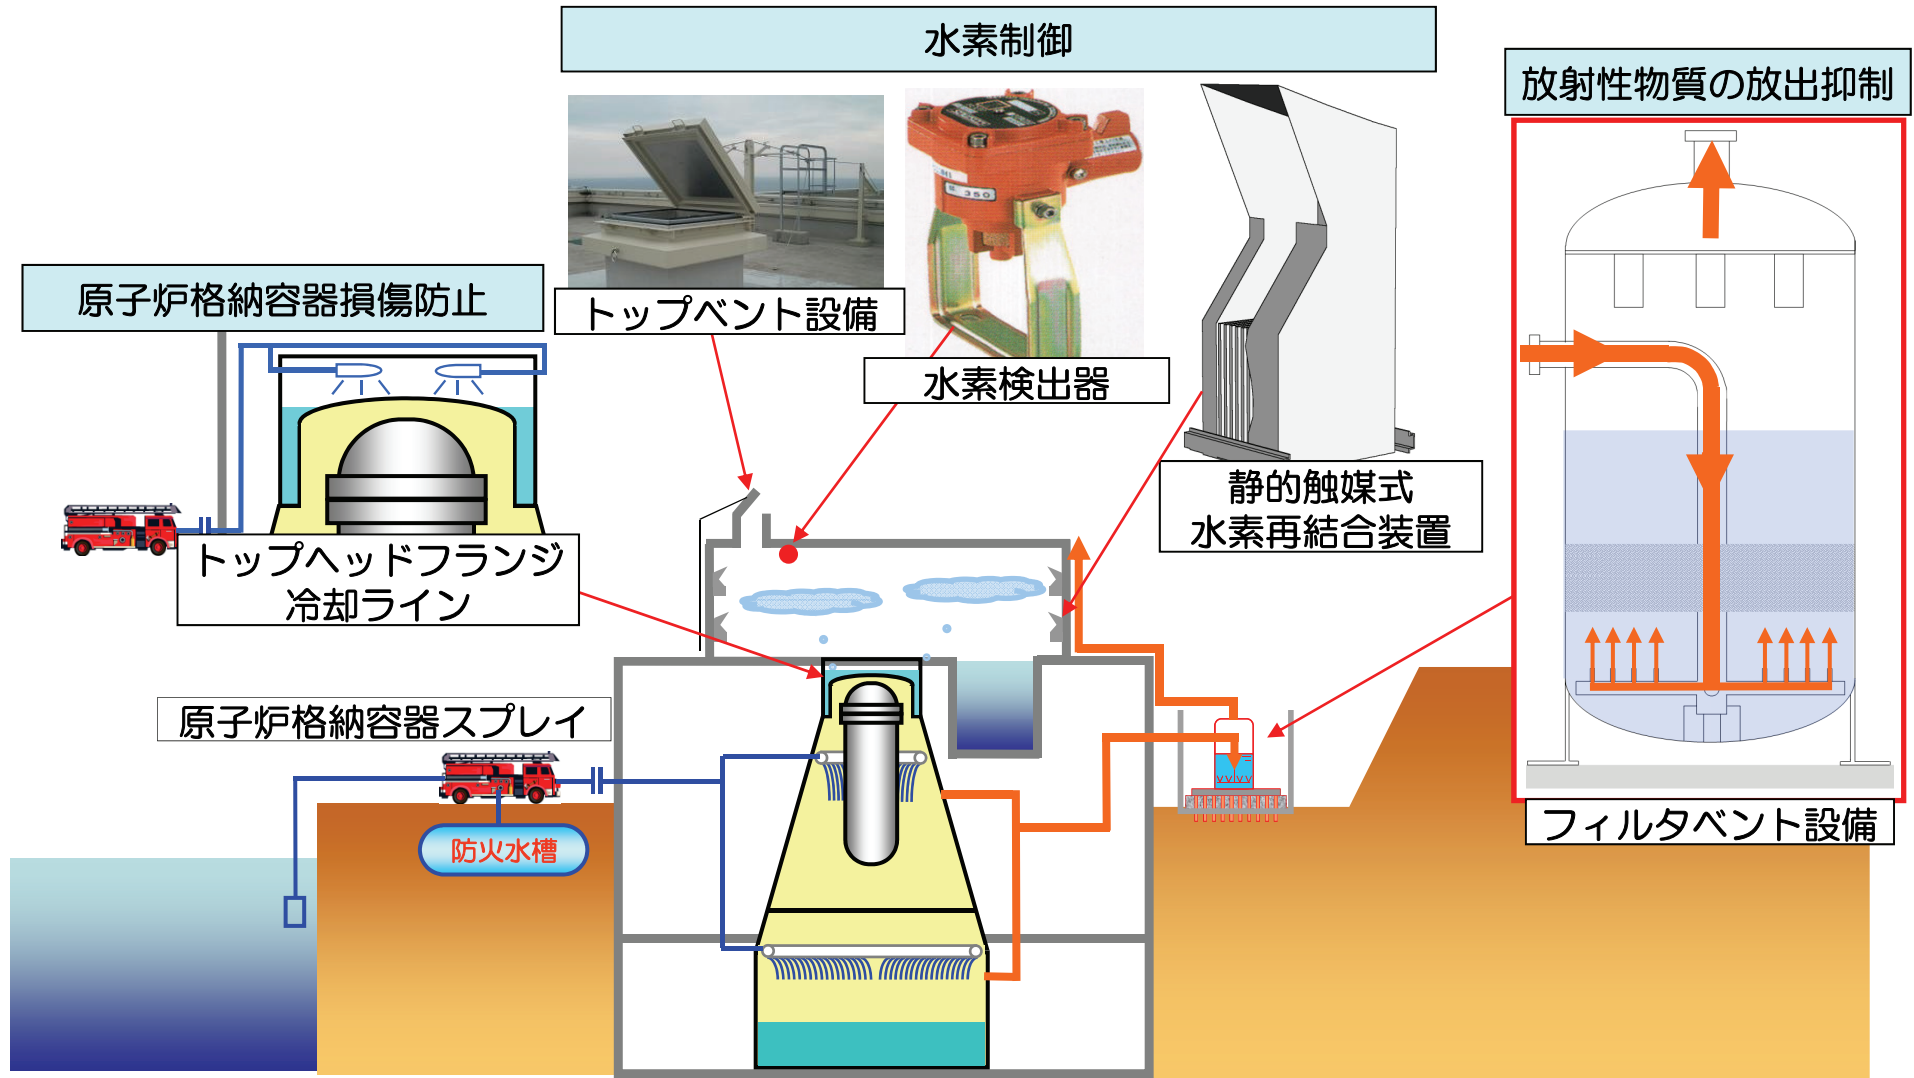 水素制御
放射性物質の放出抑制
原子炉格納容器損傷防止
350
トップベント設備
水素検出器
静的触媒式
水素再結合装置
トップヘッドフランジ
冷却ライン
原子炉格納容器スプレイ
防火水槽
フィルタベント設備